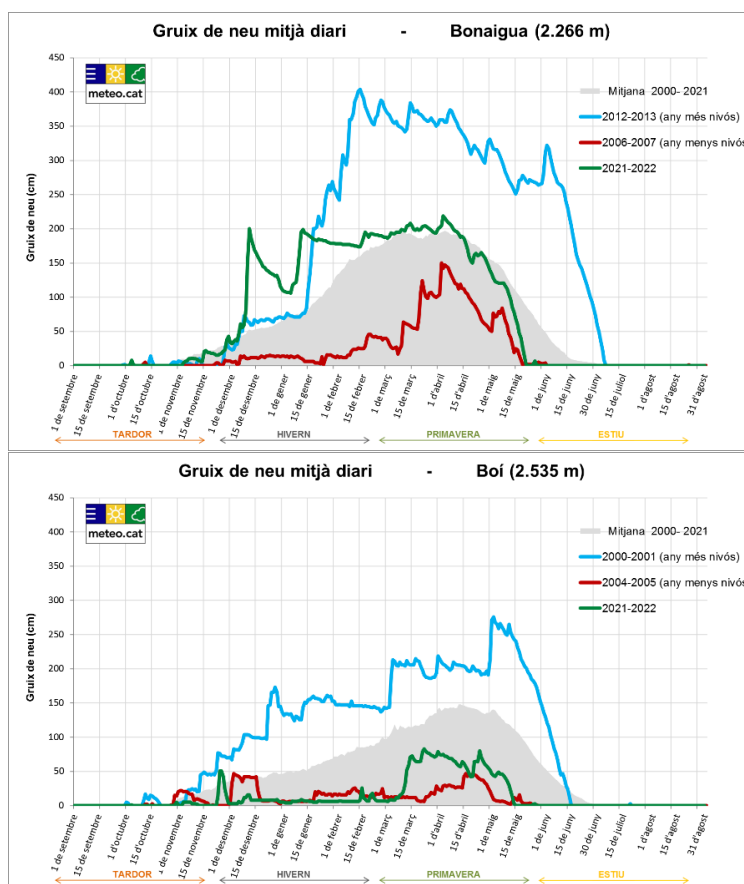 Gruix de neu mitjà diari - Bonaigua (2.266 m)
450
400
350
300
250
200
150
100
50
0
Gruix de neu (cm)
meteo.cat
Mitjana 2000- 2021
2012-2013 (any més nivós)
2006-2007 (any menys nivós
2021-2022
1 de setembre
15 de setembre
1 d'octubre
15 d'octubre
1 de novembre
15 de novembre
1 de desembre
15 de desembre
1 de gener
15 de gener
1 de febrer
15 de febrer
1 de març
15 de març
1 d'abril
15 d'abril
1 de maig
15 de maig
1 de juny
15 de juny
30 de juny
15 de juliol
1 d'agost
15 d'agost
31 d'agost
TARDOR HIVERN PRIMAVERA ESTIU
Gruix de neu mitjà diari - Boí (2.535 m)
450
400
350
300
250
200
150
100
50
0
Gruix de neu (cm)
meteo.cat
Mitjana 2000- 2021
2000-2001 (any més nivós)
2004-2005 (any menys nivós
2021-2022
1 de setembre
15 de setembre
1 d'octubre
15 d'octubre
1 de novembre
15 de novembre
1 de desembre
15 de desembre
1 de gener
15 de gener
1 de febrer
15 de febrer
1 de març
15 de març
1 d'abril
15 d'abril
1 de maig
15 de maig
1 de juny
15 de juny
30 de juny
15 de juliol
1 d'agost
15 d'agost
31 d'agost
TARDOR HIVERN PRIMAVERA ESTIU